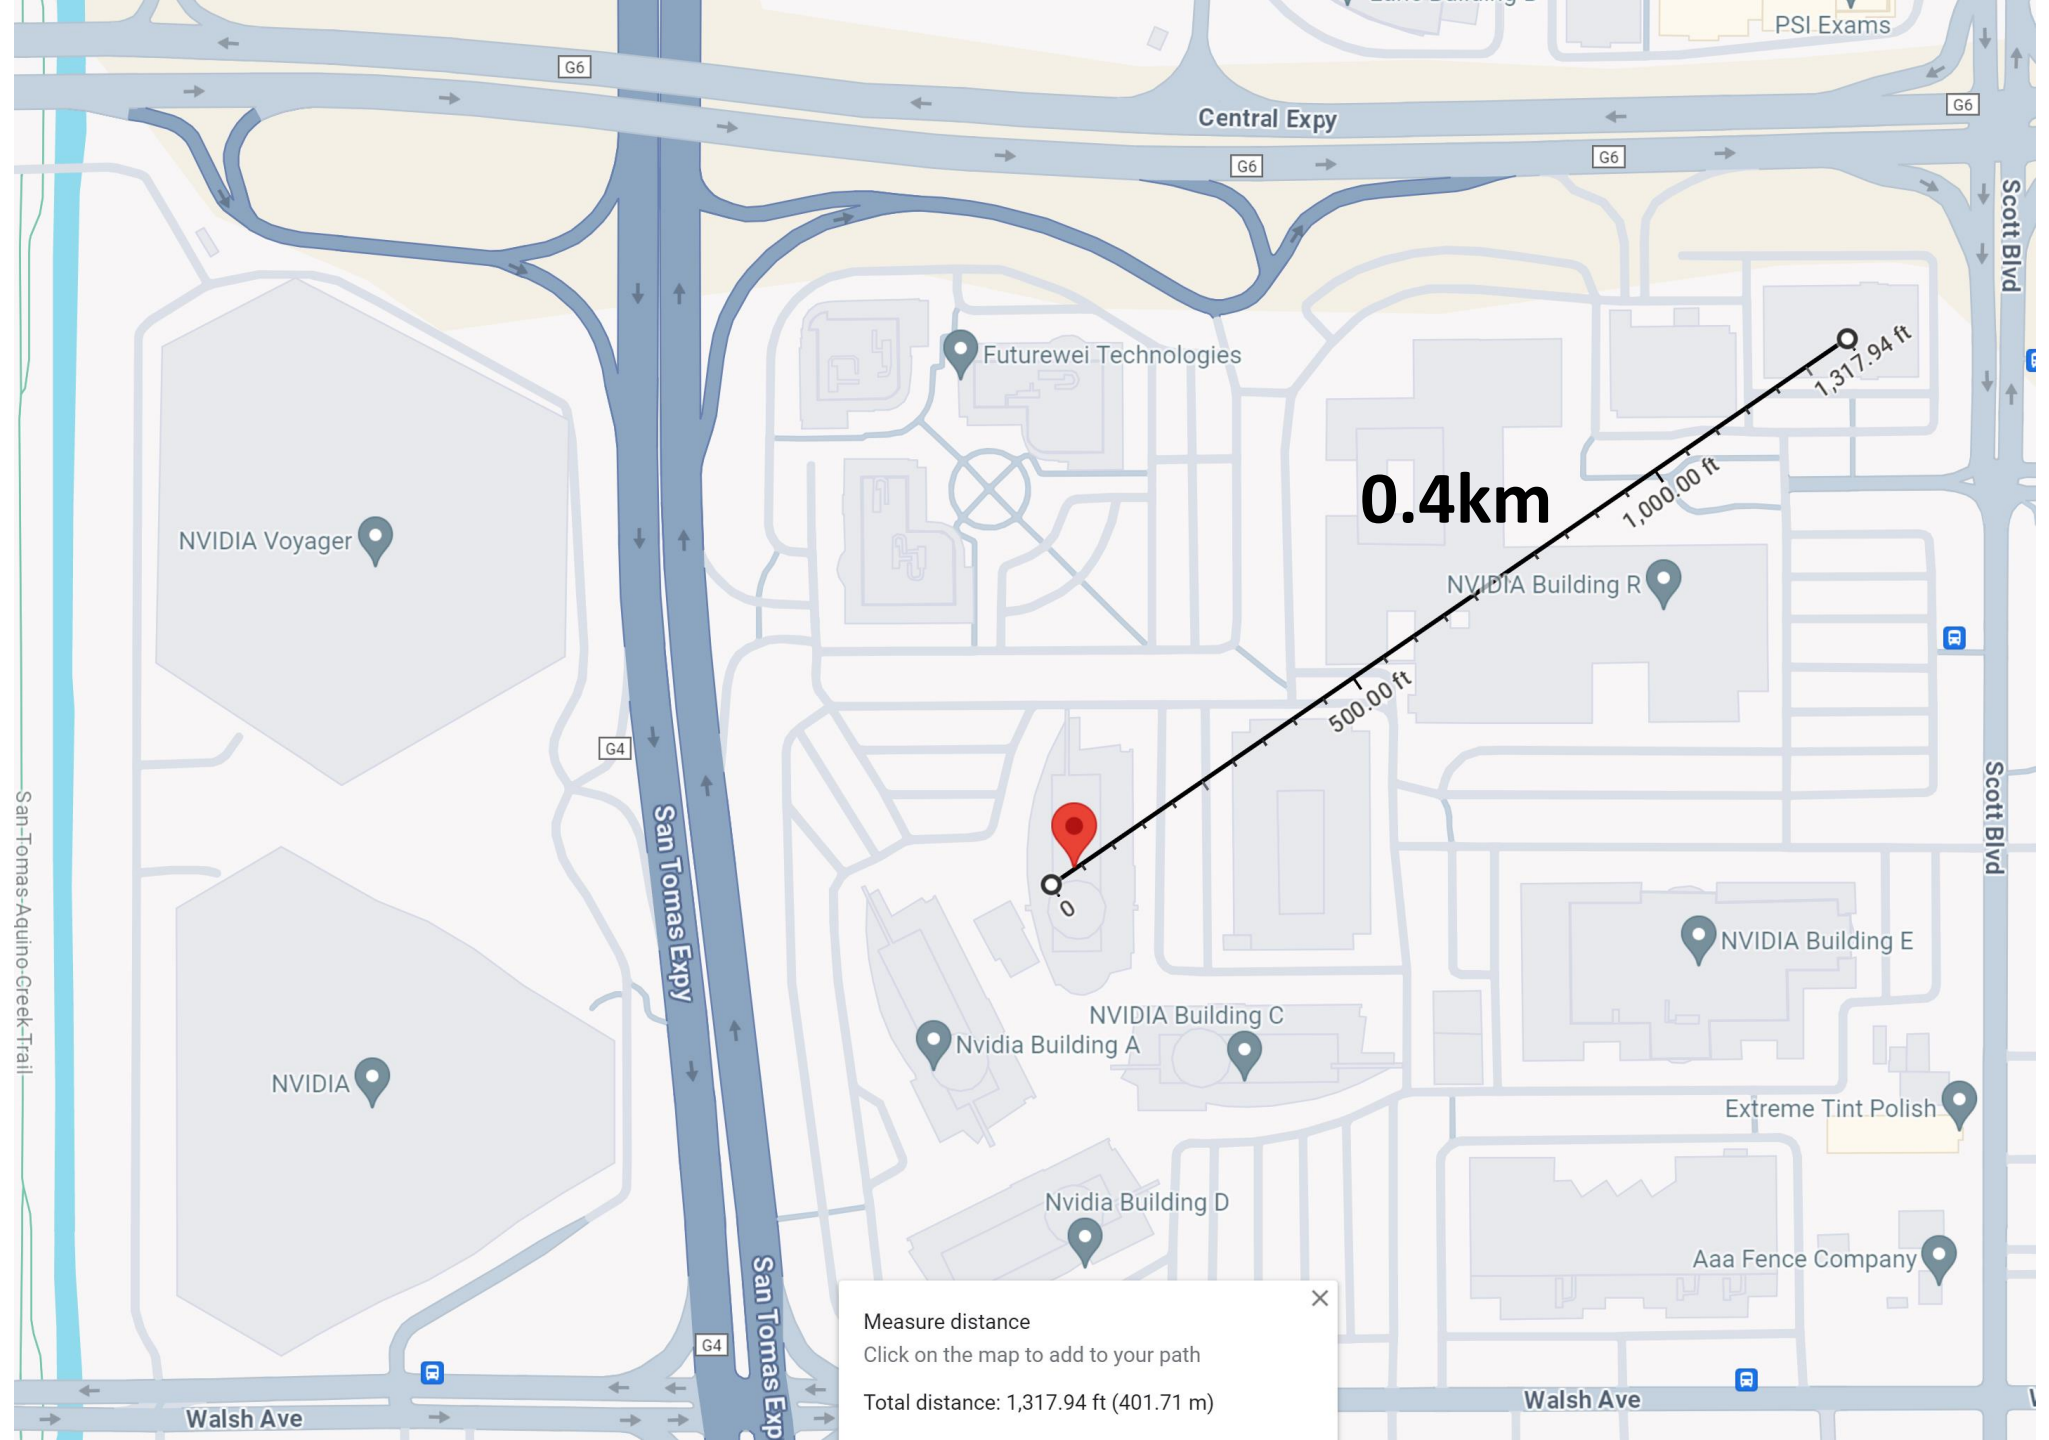 PSI Exams
G6
Central Expy
G6
G6
G6
Scott Blvd
Futurewei Technologies
1,317.94 ft
0.4km
1,000.00 ft
NVIDIA Voyager
NVIDIA Building R
500.00 ft
G4
San Tomas Expy
Scott Blvd
San Tomas Aquino Creek Trail
0
NVIDIA Building E
NVIDIA Building C
Nvidia Building A
NVIDIA
Extreme Tint Polish
Nvidia Building D
Aaa Fence Company
San Tomas Exp
G4
Measure distance
Click on the map to add to your path
Total distance: 1,317.94 ft (401.71 m)
Walsh Ave
Walsh Ave